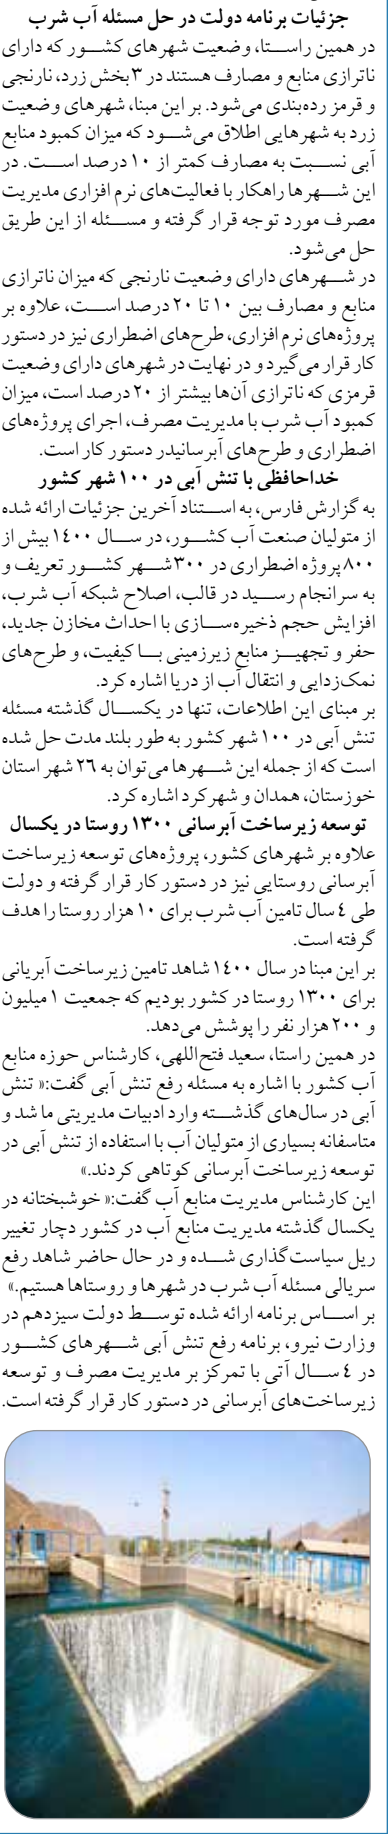 جزئیات برنامه دولت در حل مسئله آب شرب
در همین راستا، وضعیت شهرهای کشور که دارای
ناترازی منابع و مصارف هستند در ۳ بخش زرد، نارنجی
و قرمز رده‌بندی می‌شود. بر این مبنا، شهرهای وضعیت
زرد به شهرهایی اطلاق می‌شود که میزان کمبود منابع
آبی نسبت به مصارف کمتر از ۱۰ درصد است. در
این شهرها راهکار با فعالیت‌های نرم افزاری مدیریت
مصرف مورد توجه قرار گرفته و مسئله از این طریق
حل می‌شود.
در شهرهای دارای وضعیت نارنجی که میزان ناترازی
منابع و مصارف بین ۱۰ تا ۲۰ درصد است، علاوه بر
پروژه‌های نرم افزاری، طرح‌های اضطراری نیز در دستور
کار قرار می‌گیرد و در نهایت در شهرهای دارای وضعیت
قرمزی که ناترازی آن‌ها بیشتر از ۲۰ درصد است، میزان
کمبود آب شرب با مدیریت مصرف، اجرای پروژه‌های
اضطراری و طرح‌های آبرسانیدر دستور کار است.
خداحافظی با تنش آبی در ۱۰۰ شهر کشور
به گزارش فارس، به استناد آخرین جزئیات ارائه شده
از متولیان صنعت آب کشور، در سال ۱۴۰۰ بیش از
۸۰۰ پروژه اضطراری در ۳۰۰ شهر کشور تعریف و
به سرانجام رسید در قالب، اصلاح شبکه آب شرب،
افزایش حجم ذخیره‌سازی با احداث مخازن جدید،
حفر و تجهیز منابع زیرزمینی با کیفیت، و طرح‌های
نمک‌زدایی و انتقال آب از دریا اشاره کرد.
بر مبنای این اطلاعات، تنها در یکسال گذشته مسئله
تنش آبی در ۱۰۰ شهر کشور به طور بلند مدت حل شده
است که از جمله این شهرها می‌توان به ۲۶ شهر استان
خوزستان، همدان و شهرکرد اشاره کرد.
توسعه زیرساخت آبرسانی ۱۳۰۰ روستا در یکسال
علاوه بر شهرهای کشور، پروژه‌های توسعه زیرساخت
آبرسانی روستایی نیز در دستور کار قرار گرفته و دولت
طی ۴ سال تامین آب شرب برای ۱۰ هزار روستا را هدف
گرفته است.
بر این مبنا در سال ۱۴۰۰ شاهد تامین زیرساخت آبریانی
برای ۱۳۰۰ روستا در کشور بودیم که جمعیت ۱ میلیون
و ۲۰۰ هزار نفر را پوشش می‌دهد.
در همین راستا، سعید فتح‌اللهی، کارشناس حوزه منابع
آب کشور با اشاره به مسئله رفع تنش آبی گفت:« تنش
آبی در سال‌های گذشته وارد ادبیات مدیریتی ما شد و
متاسفانه بسیاری از متولیان آب با استفاده از تنش آبی در
توسعه زیرساخت آبرسانی کوتاهی کردند.»
این کارشناس مدیریت منابع آب گفت:« خوشبختانه در
یکسال گذشته مدیریت منابع آب در کشور دچار تغییر
ریل سیاست‌گذاری شده و در حال حاضر شاهد رفع
سریالی مسئله آب شرب در شهرها و روستاها هستیم.»
بر اساس برنامه ارائه شده توسط دولت سیزدهم در
وزارت نیرو، برنامه رفع تنش آبی شهرهای کشور
در ۴ سال آتی با تمرکز بر مدیریت مصرف و توسعه
زیرساخت‌های آبرسانی در دستور کار قرار گرفته است.